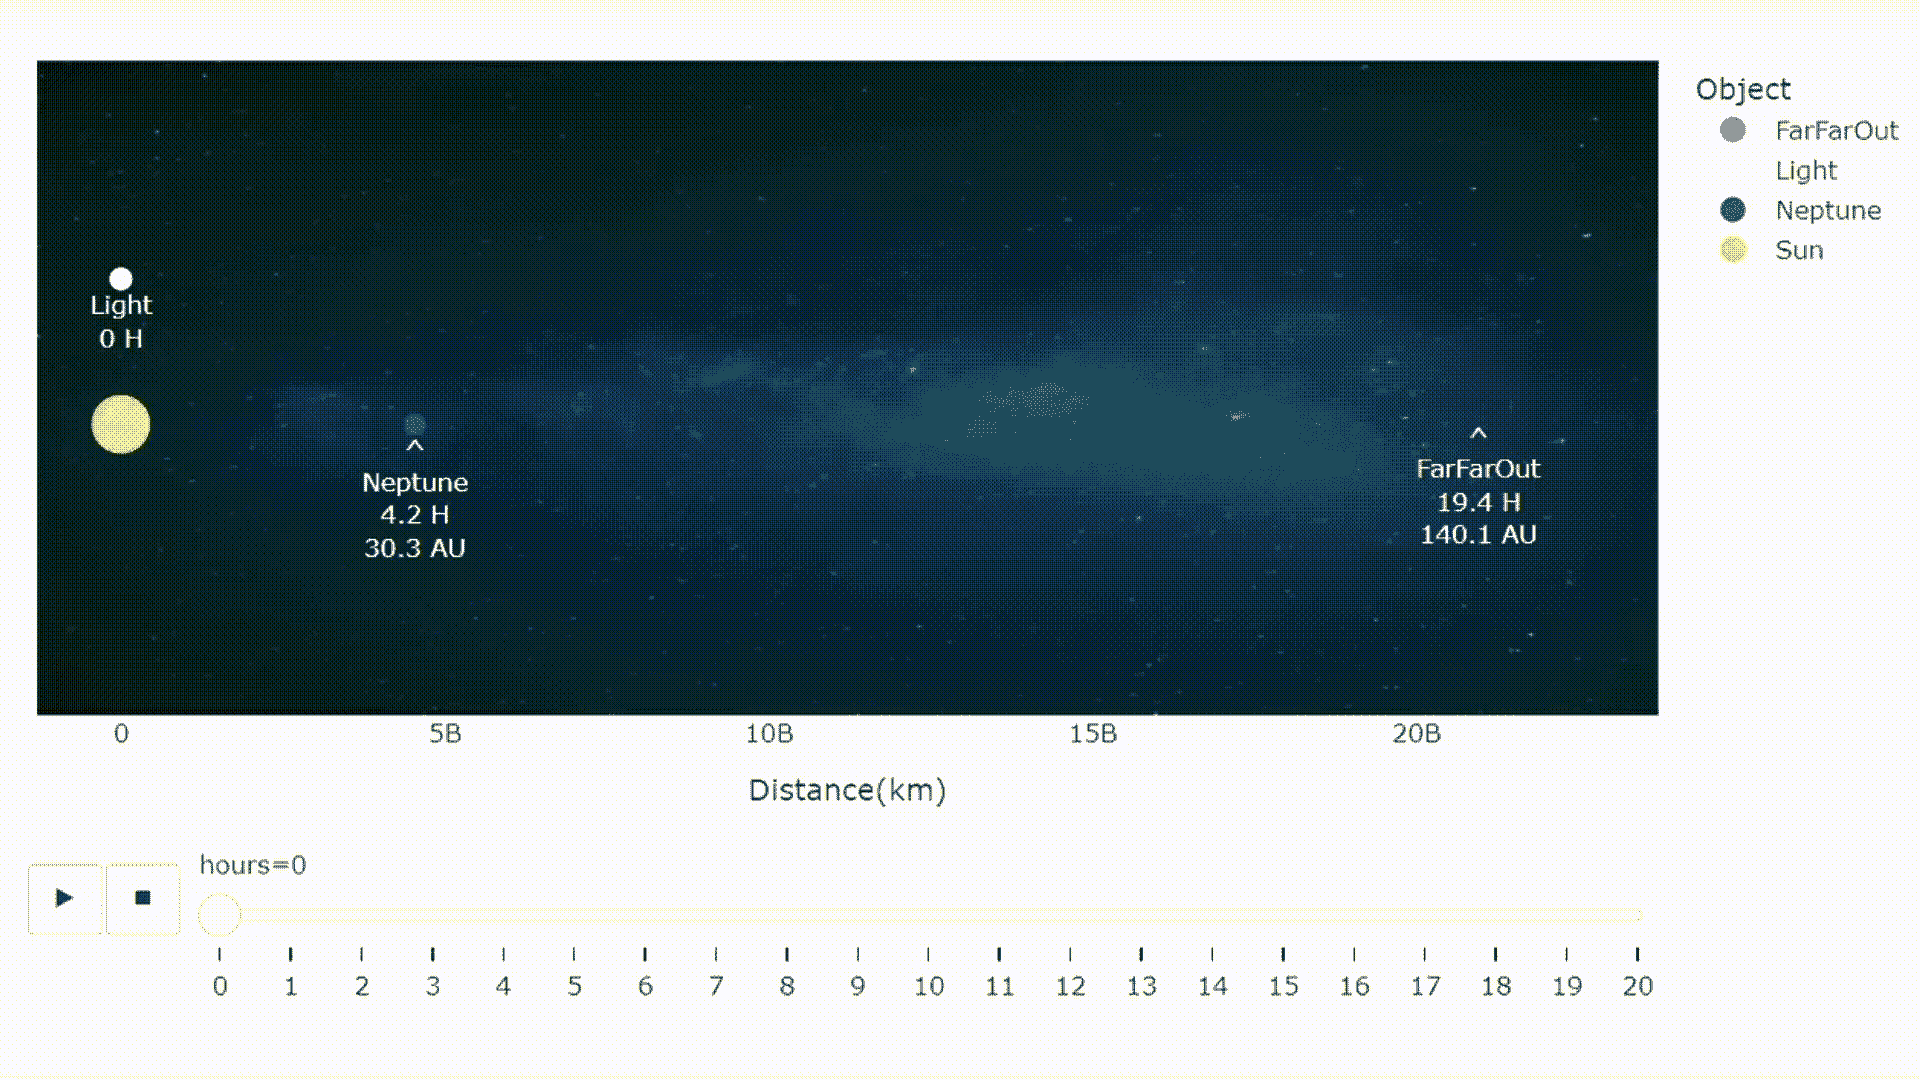 Object
FarFarOut
Light
Neptune
Sun
Light
0 H
Neptune
4.2 H
30.3 AU
^
FarFarOut
19.4 H
140.1 AU
0 5B 10B 15B 20B
Distance(km)
hours=0
0 1 2 3 4 5 6 7 8 9 10 11 12 13 14 15 16 17 18 19 20